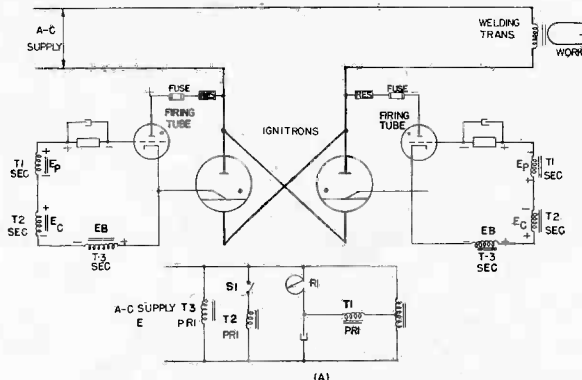 A-C
SUPPLY
WELDING
TRANS
WORK
FUSE
RES
FIRING
TUBE
IGNITRONS
RES
FUSE
FIRING
TUBE
T1
SEC
EP
T2
SEC
EC
EB
T-3
SEC
EP
T1
SEC
EC
T2
SEC
EB
T-3
SEC
A-C SUPPLY
E
T3
PRI
S1
T2
PRI
R1
T1
PRI
(A)